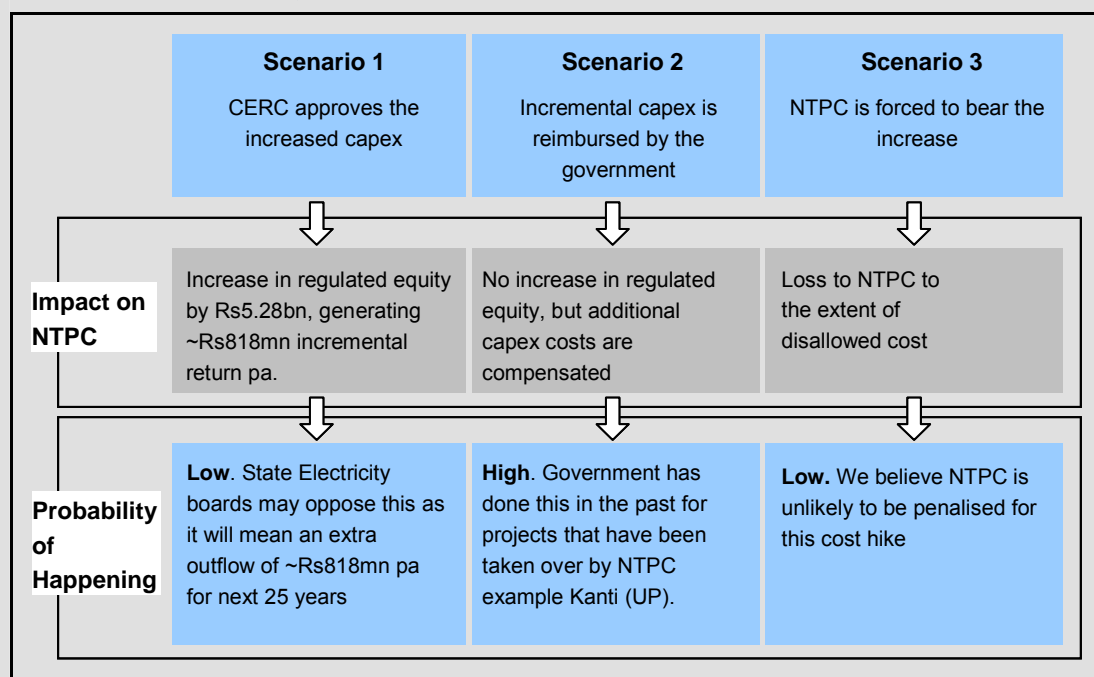 Scenario 1
CERC approves the
increased capex
Scenario 2
Incremental capex is
reimbursed by the
government
Scenario 3
NTPC is forced to bear the
increase
Impact on
NTPC
Increase in regulated equity
by Rs5.28bn, generating
~Rs818mn incremental
return pa.
No increase in regulated
equity, but additional
capex costs are
compensated
Loss to NTPC to
the extent of
disallowed cost
Probability
of
Happening
Low. State Electricity
boards may oppose this as
it will mean an extra
outflow of ~Rs818mn pa
for next 25 years
High. Government has
done this in the past for
projects that have been
taken over by NTPC
example Kanti (UP).
Low. We believe NTPC is
unlikely to be penalised for
this cost hike